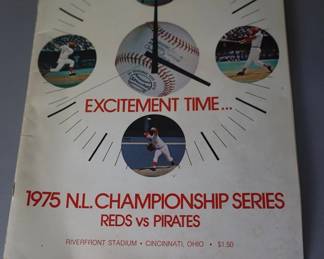 EXCITEMENT TIME...
1975 N.L. CHAMPIONSHIP SERIES
REDS vs PIRATES
RIVERFRONT STADIUM • CINCINNATI, OHIO • $1.50